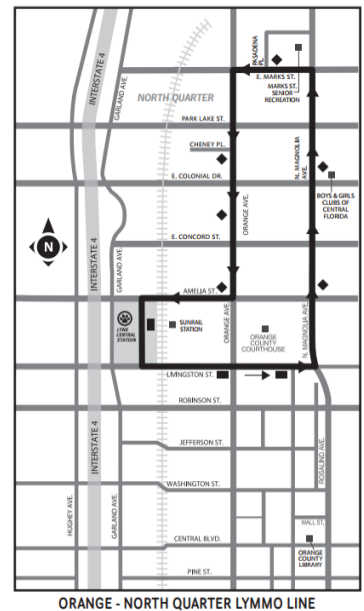 INTERSTATE 4
GARLAND AVE.
PASADENA
PL.
E. MARKS ST.
MARKS ST.
SENIOR
RECREATION
NORTH QUARTER
PARK LAKE ST.
CHENEY PL.
N. MAGNOLIA
AVE.
E. COLONIAL DR.
BOYS & GIRLS
CLUBS OF
CENTRAL
FLORIDA
ORANGE AVE.
N
E. CONCORD ST.
INTERSTATE 4
GARLAND AVE.
AMELIA ST.
LYNX
CENTRAL
STATION
SUNRAIL
STATION
ORANGE AVE.
ORANGE
COUNTY
COURTHOUSE
N. MAGNOLIA AVE.
LIVINGSTON ST.
ROBINSON ST.
INTERSTATE 4
JEFFERSON ST.
ROSALIND AVE.
WASHINGTON ST.
HUGHEY AVE.
GARLAND AVE.
WALL ST.
CENTRAL BLVD.
ORANGE
COUNTY
LIBRARY
PINE ST.
ORANGE - NORTH QUARTER LYMMO LINE